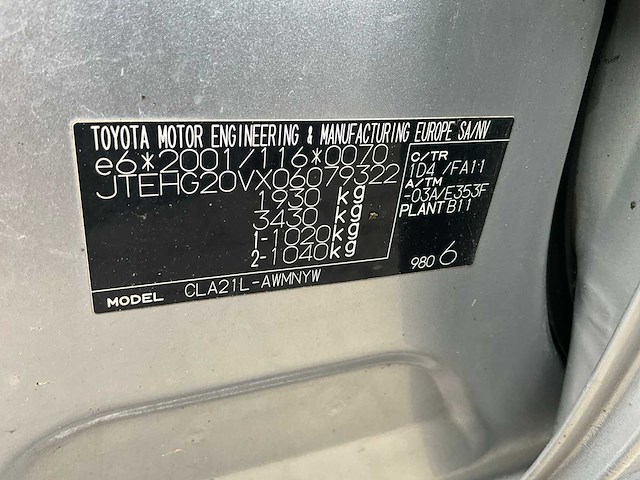 TOYOTA MOTOR ENGINEERING & MANUFACTURING EUROPE SA/NV
e6*2001/116*0070
JTEHG20VX06079322
1930 kg
3430 kg
1-1020kg
2-1040kg
C/TR
1D4 /FA11
A/TM
-03A/E353F
PLANT B11
980 6
MODEL CLA21L-AWMNYW